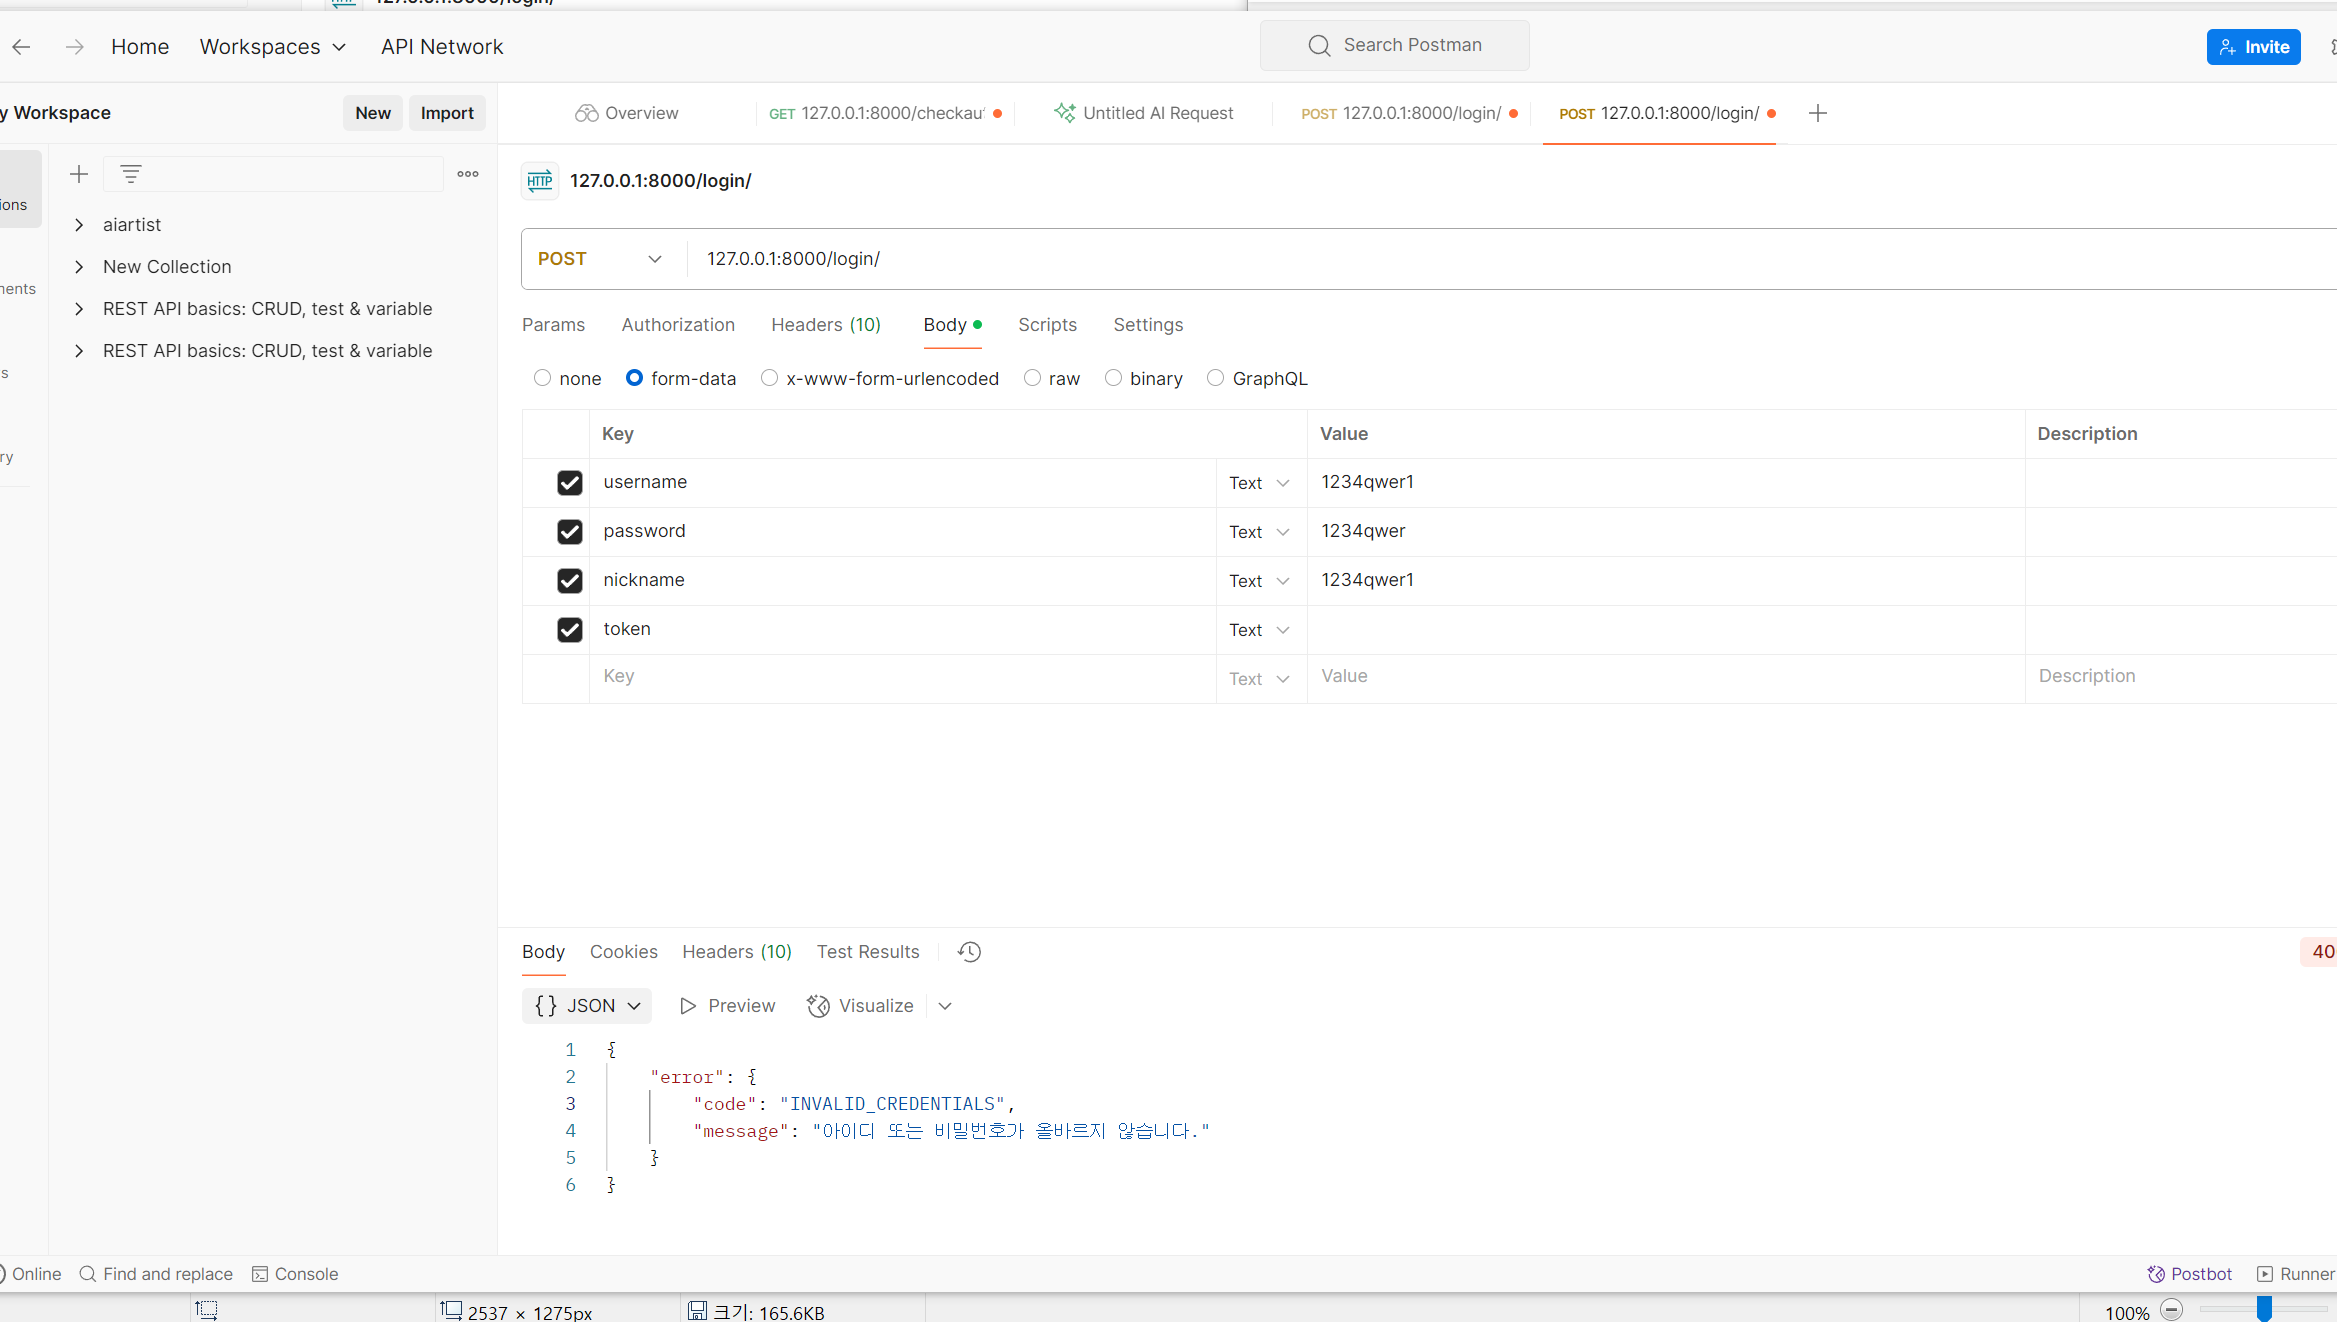 Home Workspaces API Network Search Postman Invite
y Workspace New Import
Overview GET 127.0.0.1:8000/checkau Untitled AI Request POST 127.0.0.1:8000/login/ POST 127.0.0.1:8000/login/
HTTP 127.0.0.1:8000/login/
ions
aiartist
New Collection
nents
REST API basics: CRUD, test & variable
REST API basics: CRUD, test & variable
s
ry
POST 127.0.0.1:8000/login/
Params Authorization Headers (10) Body Scripts Settings
none form-data x-www-form-urlencoded raw binary GraphQL
Key Value Description
username Text 1234qwer1
password Text 1234qwer
nickname Text 1234qwer1
token Text
Key Text Value Description
Body Cookies Headers (10) Test Results 40
{ } JSON Preview Visualize
1 {
2 "error": {
3 "code": "INVALID_CREDENTIALS",
4 "message": "아이디 또는 비밀번호가 올바르지 않습니다."
5 }
6 }
Online Find and replace Console Postbot Runner
2537 × 1275px 크기: 165.6KB 100%